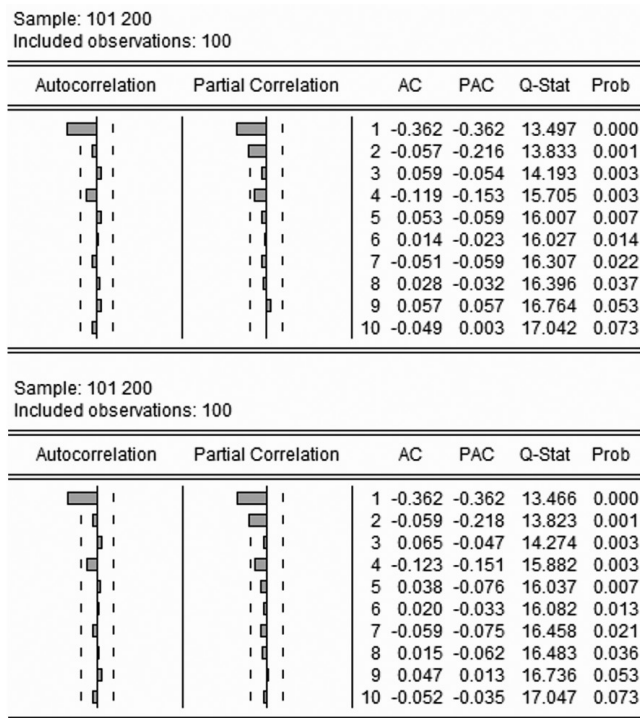 Sample: 101 200
Included observations: 100
Autocorrelation Partial Correlation AC PAC Q-Stat Prob
1 -0.362 -0.362 13.497 0.000
2 -0.057 -0.216 13.833 0.001
3 0.059 -0.054 14.193 0.003
4 -0.119 -0.153 15.705 0.003
5 0.053 -0.059 16.007 0.007
6 0.014 -0.023 16.027 0.014
7 -0.051 -0.059 16.307 0.022
8 0.028 -0.032 16.396 0.037
9 0.057 0.057 16.764 0.053
10 -0.049 0.003 17.042 0.073
Sample: 101 200
Included observations: 100
Autocorrelation Partial Correlation AC PAC Q-Stat Prob
1 -0.362 -0.362 13.466 0.000
2 -0.059 -0.218 13.823 0.001
3 0.065 -0.047 14.274 0.003
4 -0.123 -0.151 15.882 0.003
5 0.038 -0.076 16.037 0.007
6 0.020 -0.033 16.082 0.013
7 -0.059 -0.075 16.458 0.021
8 0.015 -0.062 16.483 0.036
9 0.047 0.013 16.736 0.053
10 -0.052 -0.035 17.047 0.073